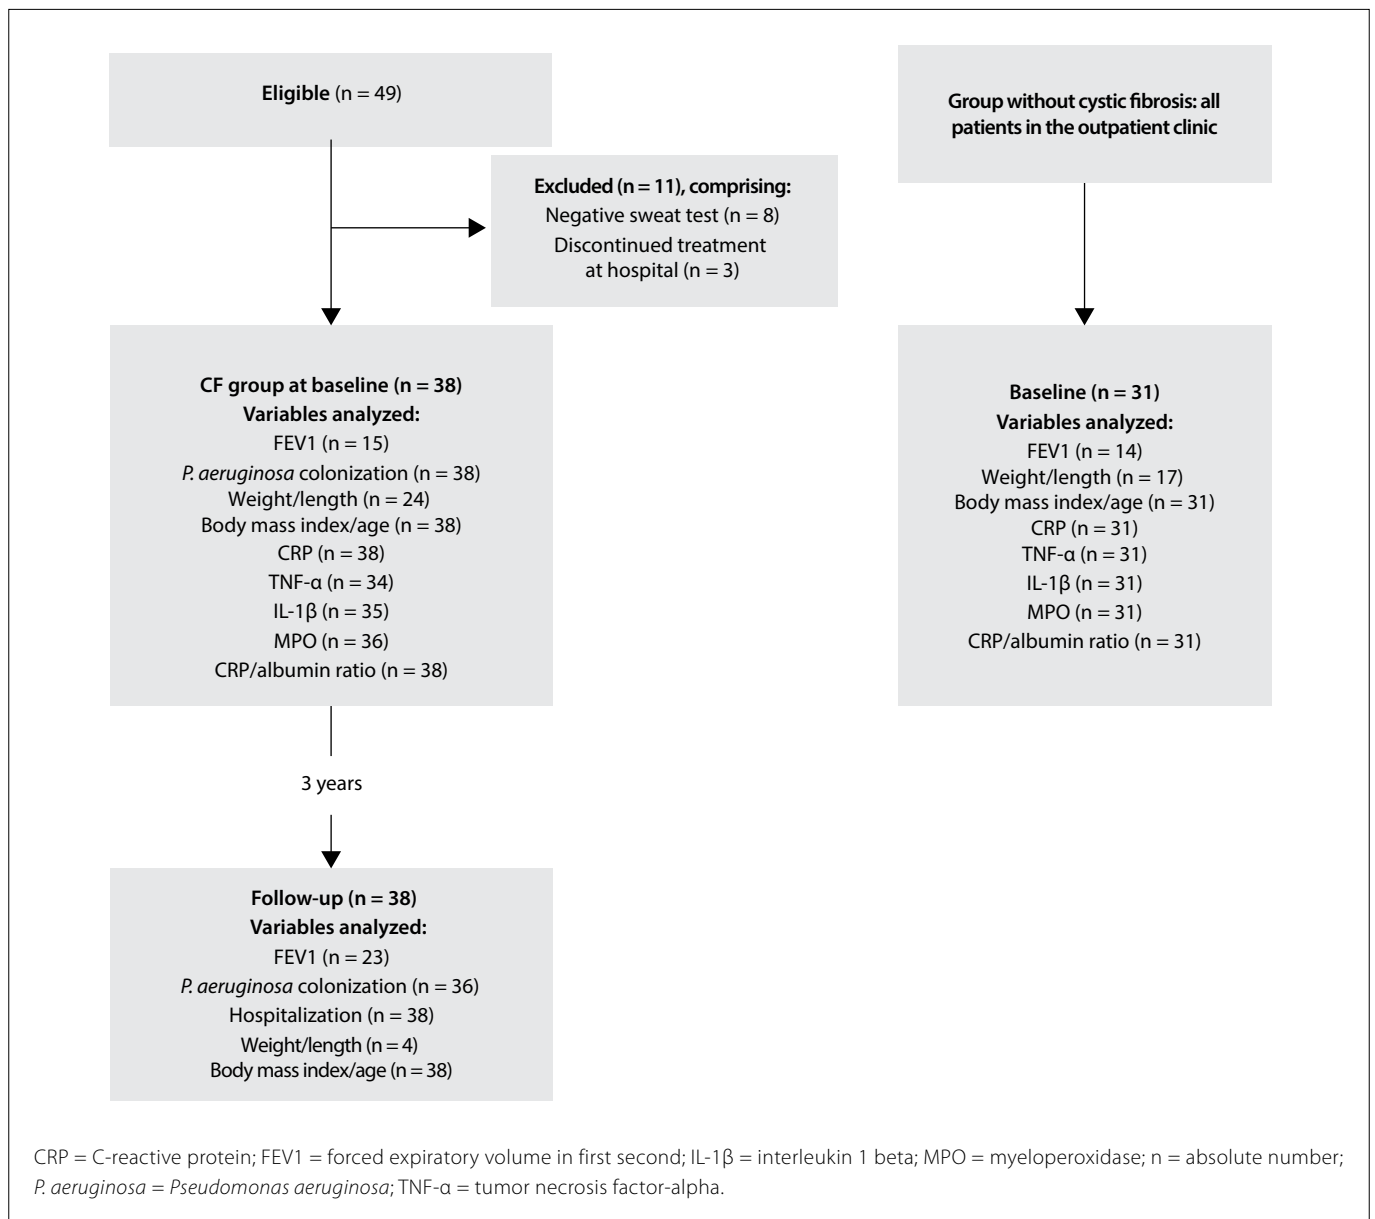 Eligible (n = 49)
Excluded (n = 11), comprising:
Negative sweat test (n = 8)
Discontinued treatment
at hospital (n = 3)
CF group at baseline (n = 38)
Variables analyzed:
FEV1 (n = 15)
P. aeruginosa colonization (n = 38)
Weight/length (n = 24)
Body mass index/age (n = 38)
CRP (n = 38)
TNF-α (n = 34)
IL-1β (n = 35)
MPO (n = 36)
CRP/albumin ratio (n = 38)
3 years
Follow-up (n = 38)
Variables analyzed:
FEV1 (n = 23)
P. aeruginosa colonization (n = 36)
Hospitalization (n = 38)
Weight/length (n = 4)
Body mass index/age (n = 38)
Group without cystic fibrosis: all
patients in the outpatient clinic
Baseline (n = 31)
Variables analyzed:
FEV1 (n = 14)
Weight/length (n = 17)
Body mass index/age (n = 31)
CRP (n = 31)
TNF-α (n = 31)
IL-1β (n = 31)
MPO (n = 31)
CRP/albumin ratio (n = 31)
CRP = C-reactive protein; FEV1 = forced expiratory volume in first second; IL-1β = interleukin 1 beta; MPO = myeloperoxidase; n = absolute number;
P. aeruginosa = Pseudomonas aeruginosa; TNF-α = tumor necrosis factor-alpha.